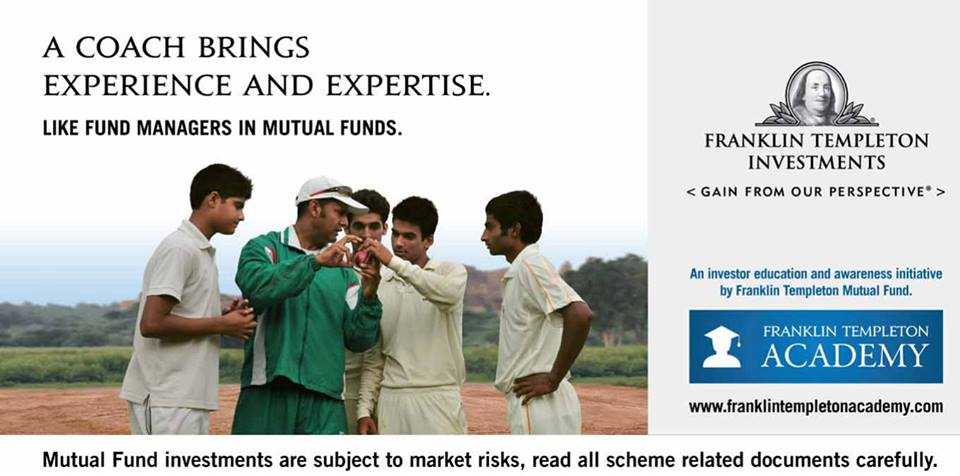 A COACH BRINGS
EXPERIENCE AND EXPERTISE.
LIKE FUND MANAGERS IN MUTUAL FUNDS.
FRANKLIN TEMPLETON
INVESTMENTS
< GAIN FROM OUR PERSPECTIVE® >
An investor education and awareness initiative
by Franklin Templeton Mutual Fund.
FRANKLIN TEMPLETON
ACADEMY
www.franklintempletonacademy.com
Mutual Fund investments are subject to market risks, read all scheme related documents carefully.